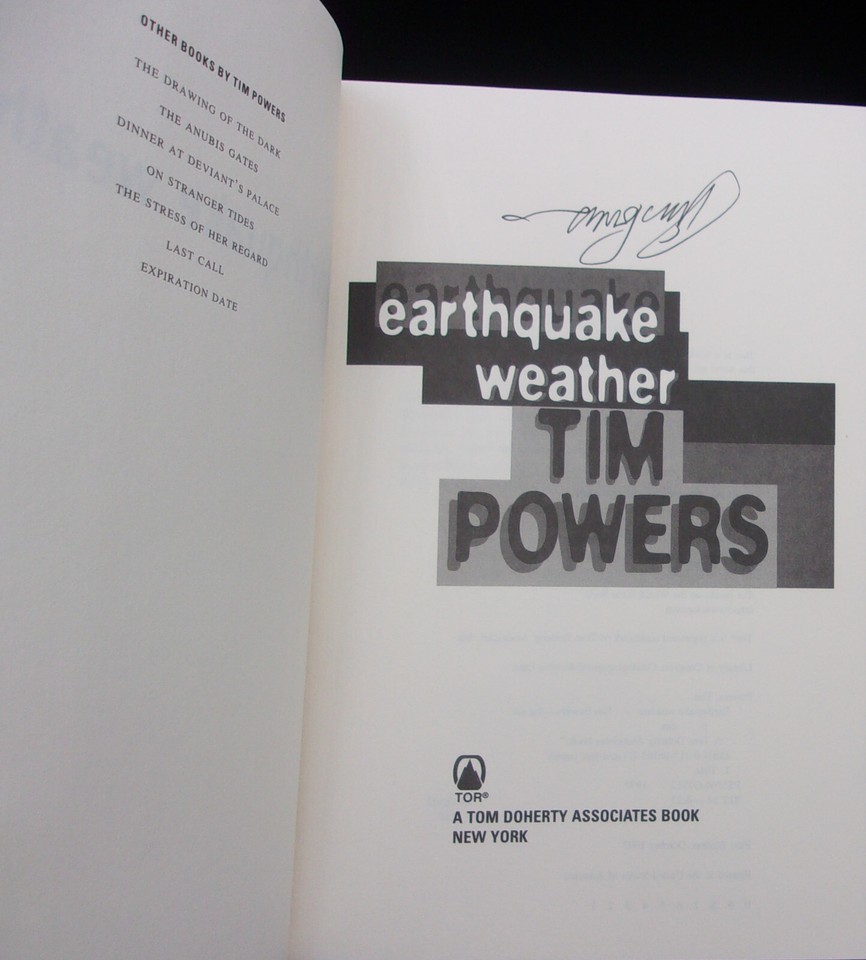 OTHER BOOKS BY TIM POWERS
THE DRAWING OF THE DARK
THE ANUBIS GATES
DINNER AT DEVIANT'S PALACE
ON STRANGER TIDES
THE STRESS OF HER REGARD
LAST CALL
EXPIRATION DATE
earthquake
weather
TIM
POWERS
TOR®
A TOM DOHERTY ASSOCIATES BOOK
NEW YORK